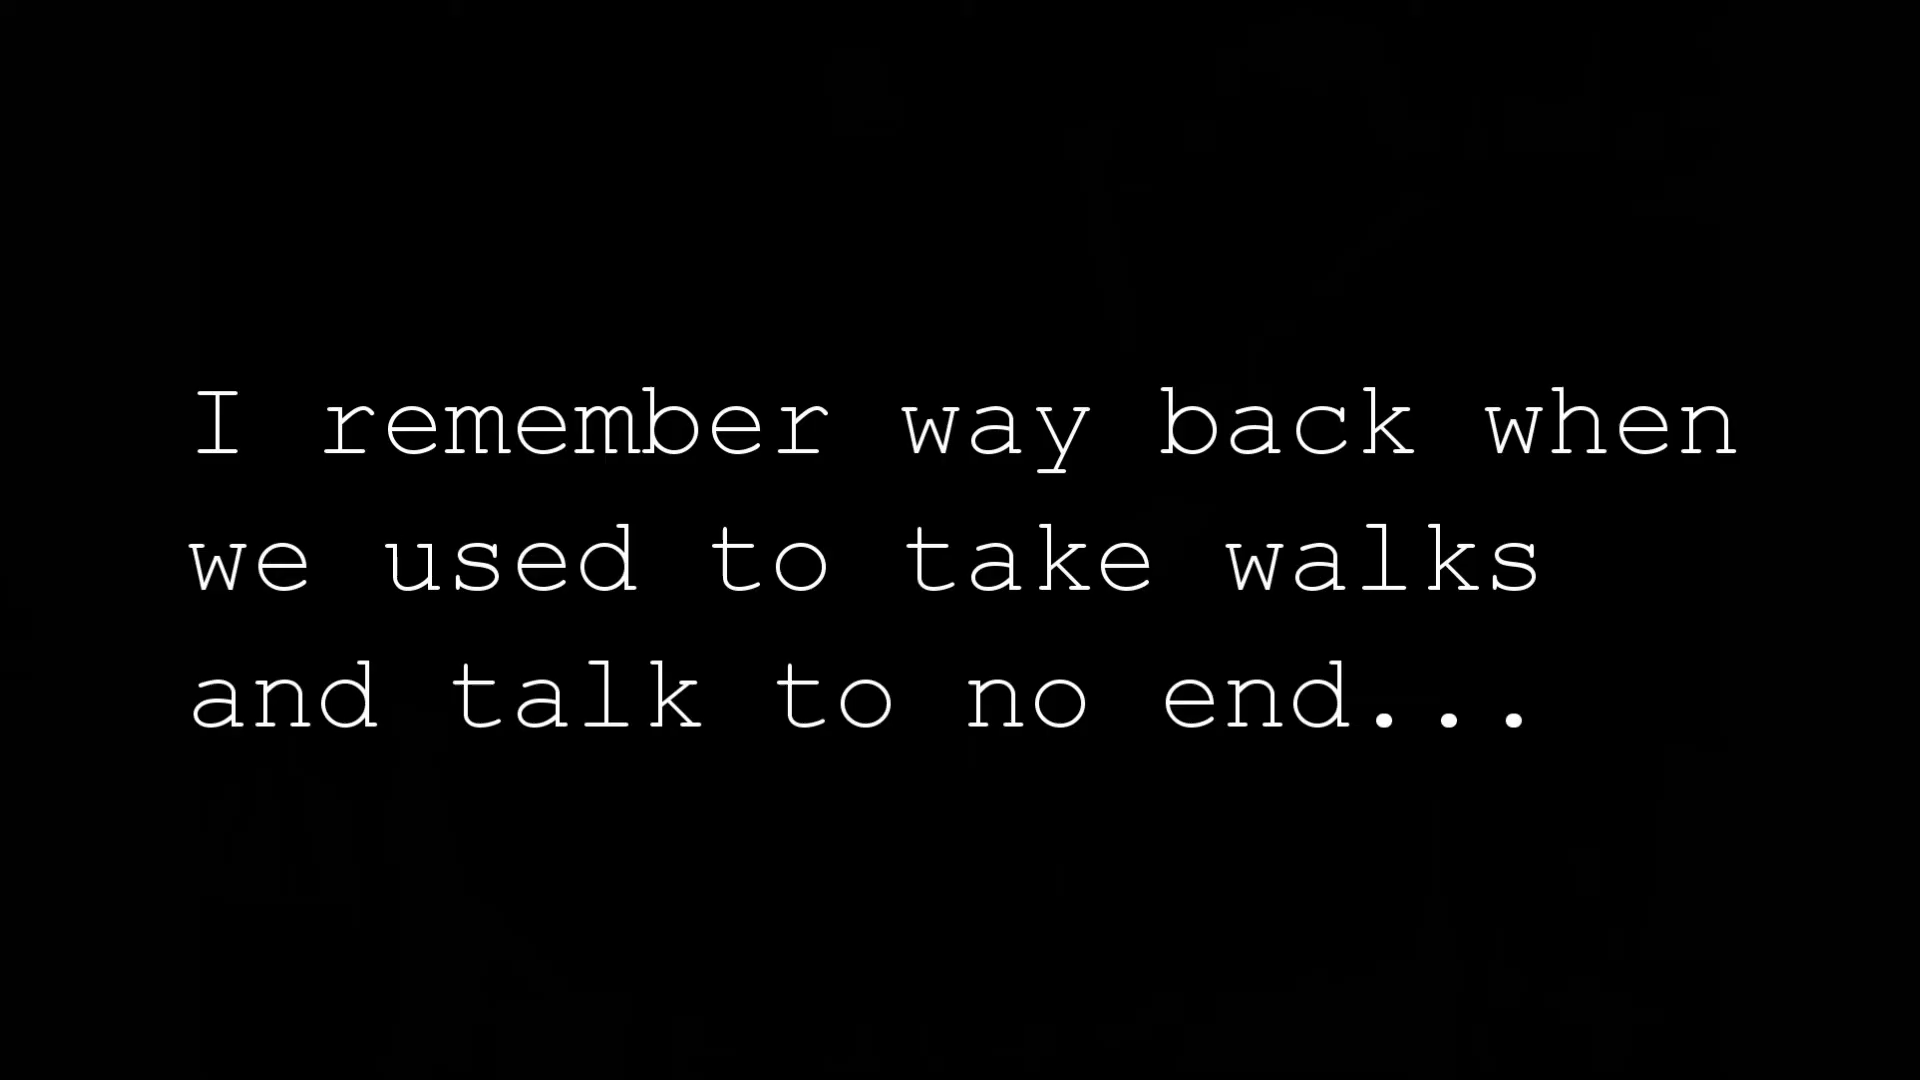 I remember way back when
we used to take walks
and talk to no end...